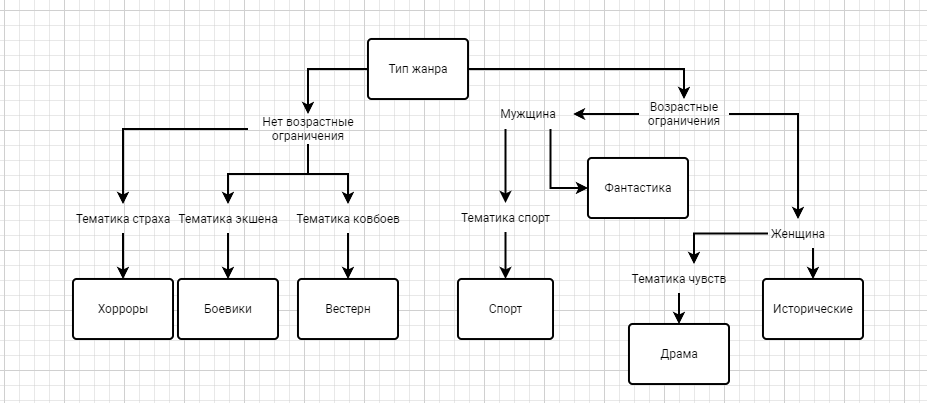 Тип жанра
Нет возрастные
ограничения
Мужщина
Возрастные
ограничения
Фантастика
Тематика страха
Тематика экшена
Тематика ковбоев
Тематика спорт
Женщина
Тематика чувств
Хорроры
Боевики
Вестерн
Спорт
Исторические
Драма